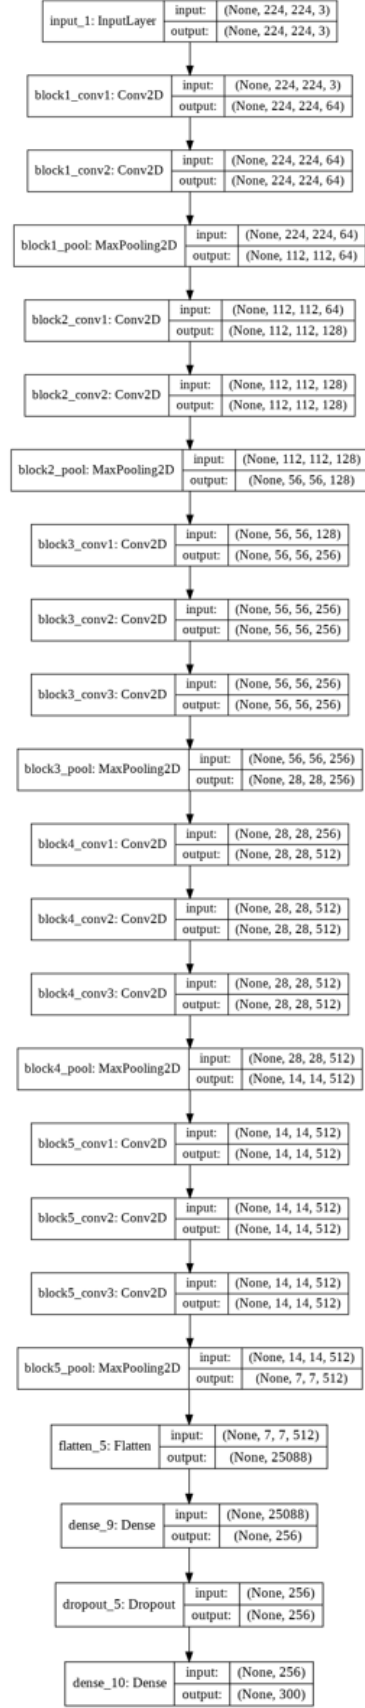 input_1: InputLayer
input: (None, 224, 224, 3)
output: (None, 224, 224, 3)
block1_conv1: Conv2D
input: (None, 224, 224, 3)
output: (None, 224, 224, 64)
block1_conv2: Conv2D
input: (None, 224, 224, 64)
output: (None, 224, 224, 64)
block1_pool: MaxPooling2D
input: (None, 224, 224, 64)
output: (None, 112, 112, 64)
block2_conv1: Conv2D
input: (None, 112, 112, 64)
output: (None, 112, 112, 128)
block2_conv2: Conv2D
input: (None, 112, 112, 128)
output: (None, 112, 112, 128)
block2_pool: MaxPooling2D
input: (None, 112, 112, 128)
output: (None, 56, 56, 128)
block3_conv1: Conv2D
input: (None, 56, 56, 128)
output: (None, 56, 56, 256)
block3_conv2: Conv2D
input: (None, 56, 56, 256)
output: (None, 56, 56, 256)
block3_conv3: Conv2D
input: (None, 56, 56, 256)
output: (None, 56, 56, 256)
block3_pool: MaxPooling2D
input: (None, 56, 56, 256)
output: (None, 28, 28, 256)
block4_conv1: Conv2D
input: (None, 28, 28, 256)
output: (None, 28, 28, 512)
block4_conv2: Conv2D
input: (None, 28, 28, 512)
output: (None, 28, 28, 512)
block4_conv3: Conv2D
input: (None, 28, 28, 512)
output: (None, 28, 28, 512)
block4_pool: MaxPooling2D
input: (None, 28, 28, 512)
output: (None, 14, 14, 512)
block5_conv1: Conv2D
input: (None, 14, 14, 512)
output: (None, 14, 14, 512)
block5_conv2: Conv2D
input: (None, 14, 14, 512)
output: (None, 14, 14, 512)
block5_conv3: Conv2D
input: (None, 14, 14, 512)
output: (None, 14, 14, 512)
block5_pool: MaxPooling2D
input: (None, 14, 14, 512)
output: (None, 7, 7, 512)
flatten_5: Flatten
input: (None, 7, 7, 512)
output: (None, 25088)
dense_9: Dense
input: (None, 25088)
output: (None, 256)
dropout_5: Dropout
input: (None, 256)
output: (None, 256)
dense_10: Dense
input: (None, 256)
output: (None, 300)